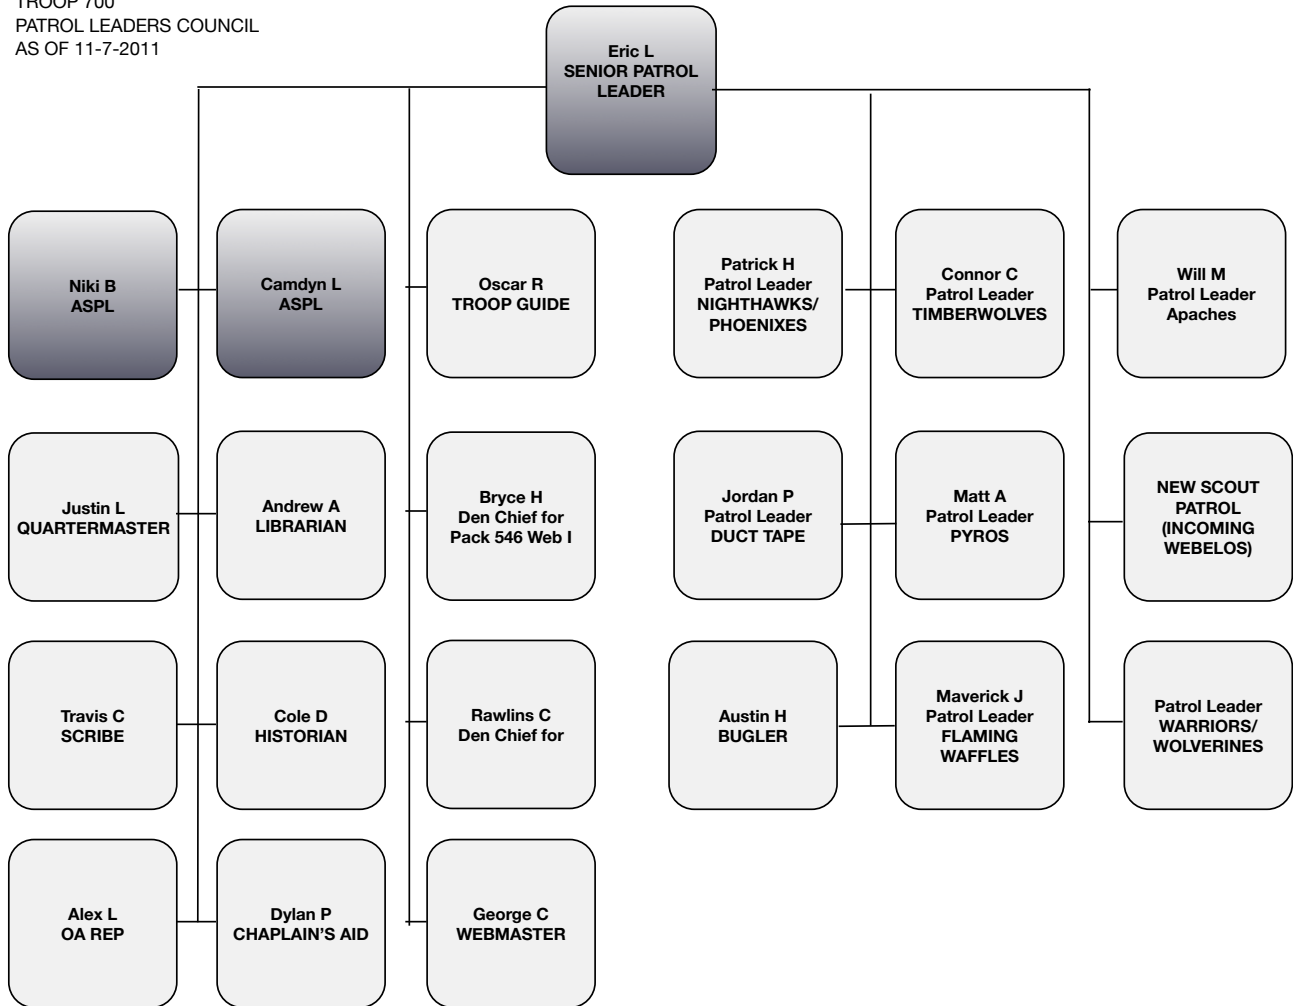 TROOP 700
PATROL LEADERS COUNCIL
AS OF 11-7-2011
Eric L
SENIOR PATROL
LEADER
Niki B
ASPL
Camdyn L
ASPL
Oscar R
TROOP GUIDE
Patrick H
Patrol Leader
NIGHTHAWKS/
PHOENIXES
Connor C
Patrol Leader
TIMBERWOLVES
Will M
Patrol Leader
Apaches
Justin L
QUARTERMASTER
Andrew A
LIBRARIAN
Bryce H
Den Chief for
Pack 546 Web I
Jordan P
Patrol Leader
DUCT TAPE
Matt A
Patrol Leader
PYROS
NEW SCOUT
PATROL
(INCOMING
WEBELOS)
Travis C
SCRIBE
Cole D
HISTORIAN
Rawlins C
Den Chief for
Austin H
BUGLER
Maverick J
Patrol Leader
FLAMING
WAFFLES
Patrol Leader
WARRIORS/
WOLVERINES
Alex L
OA REP
Dylan P
CHAPLAIN’S AID
George C
WEBMASTER